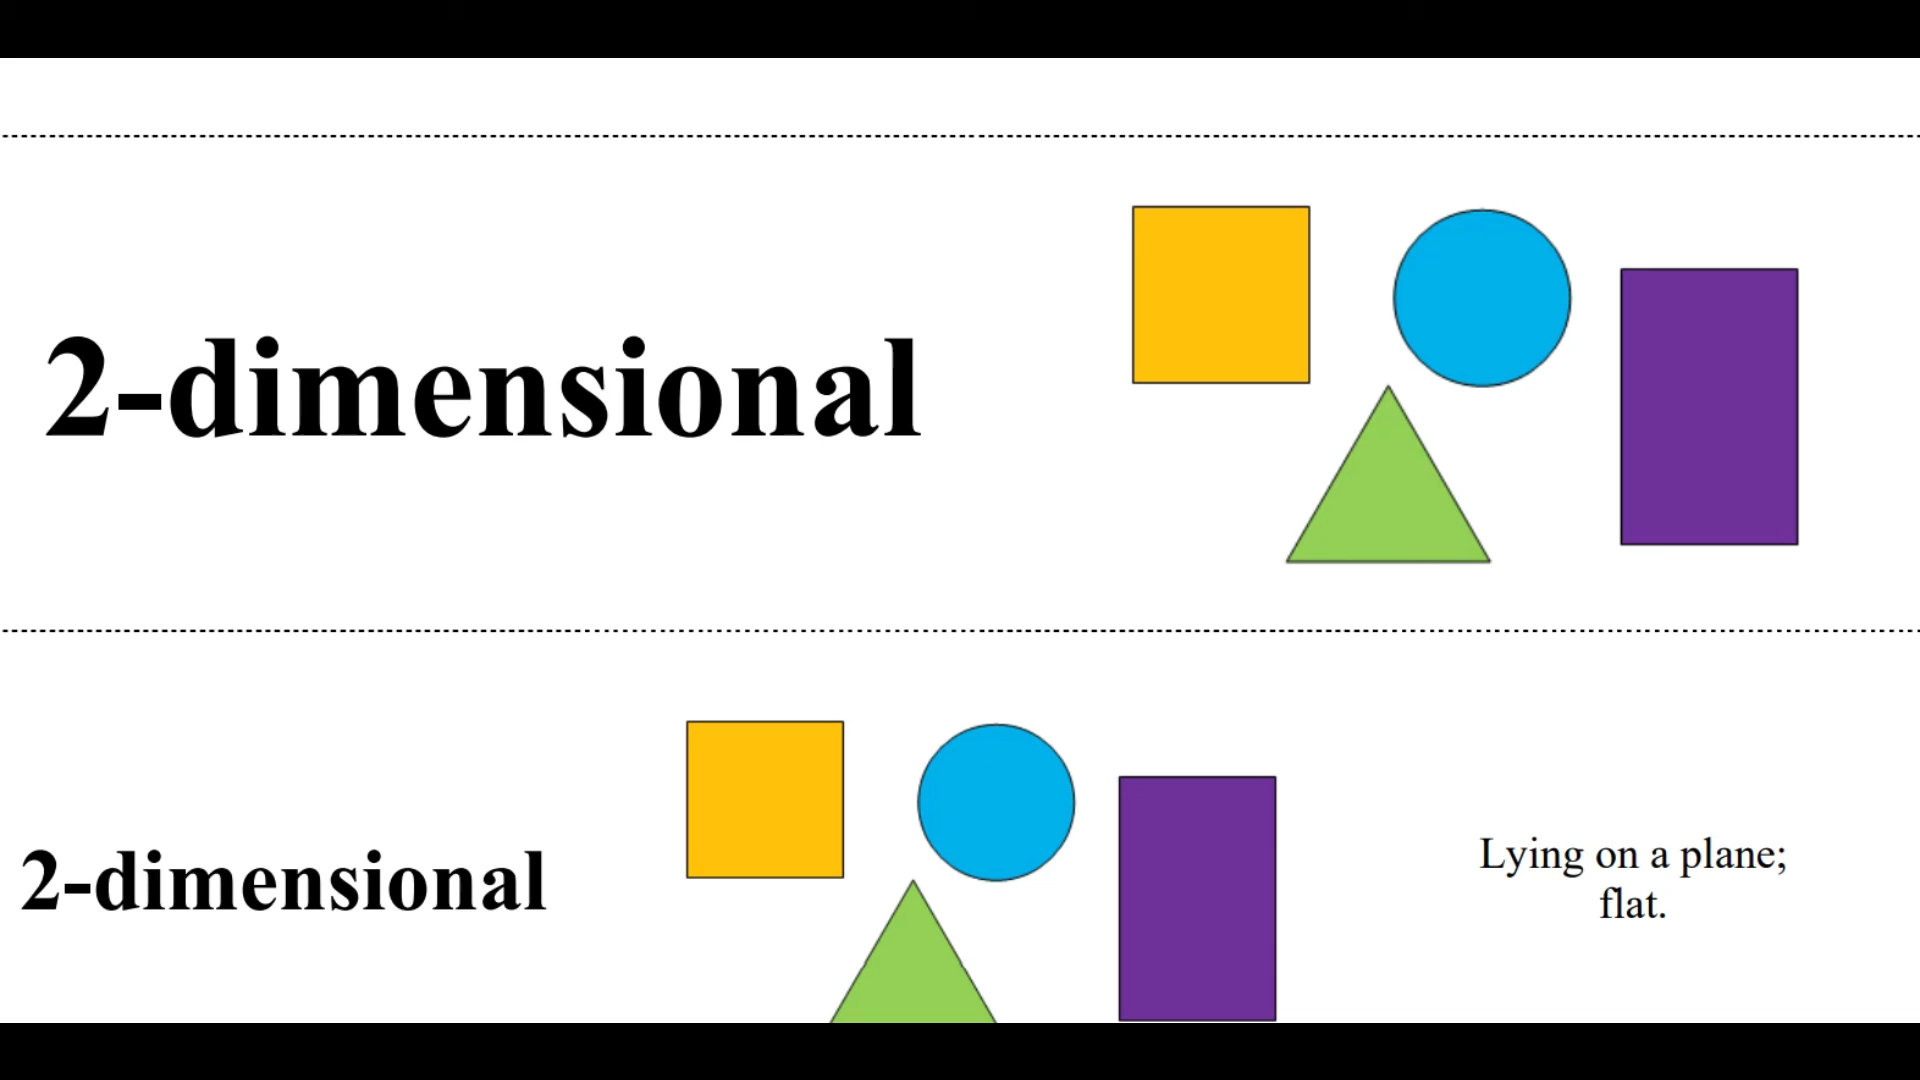 2-dimensional
2-dimensional
Lying on a plane;
flat.